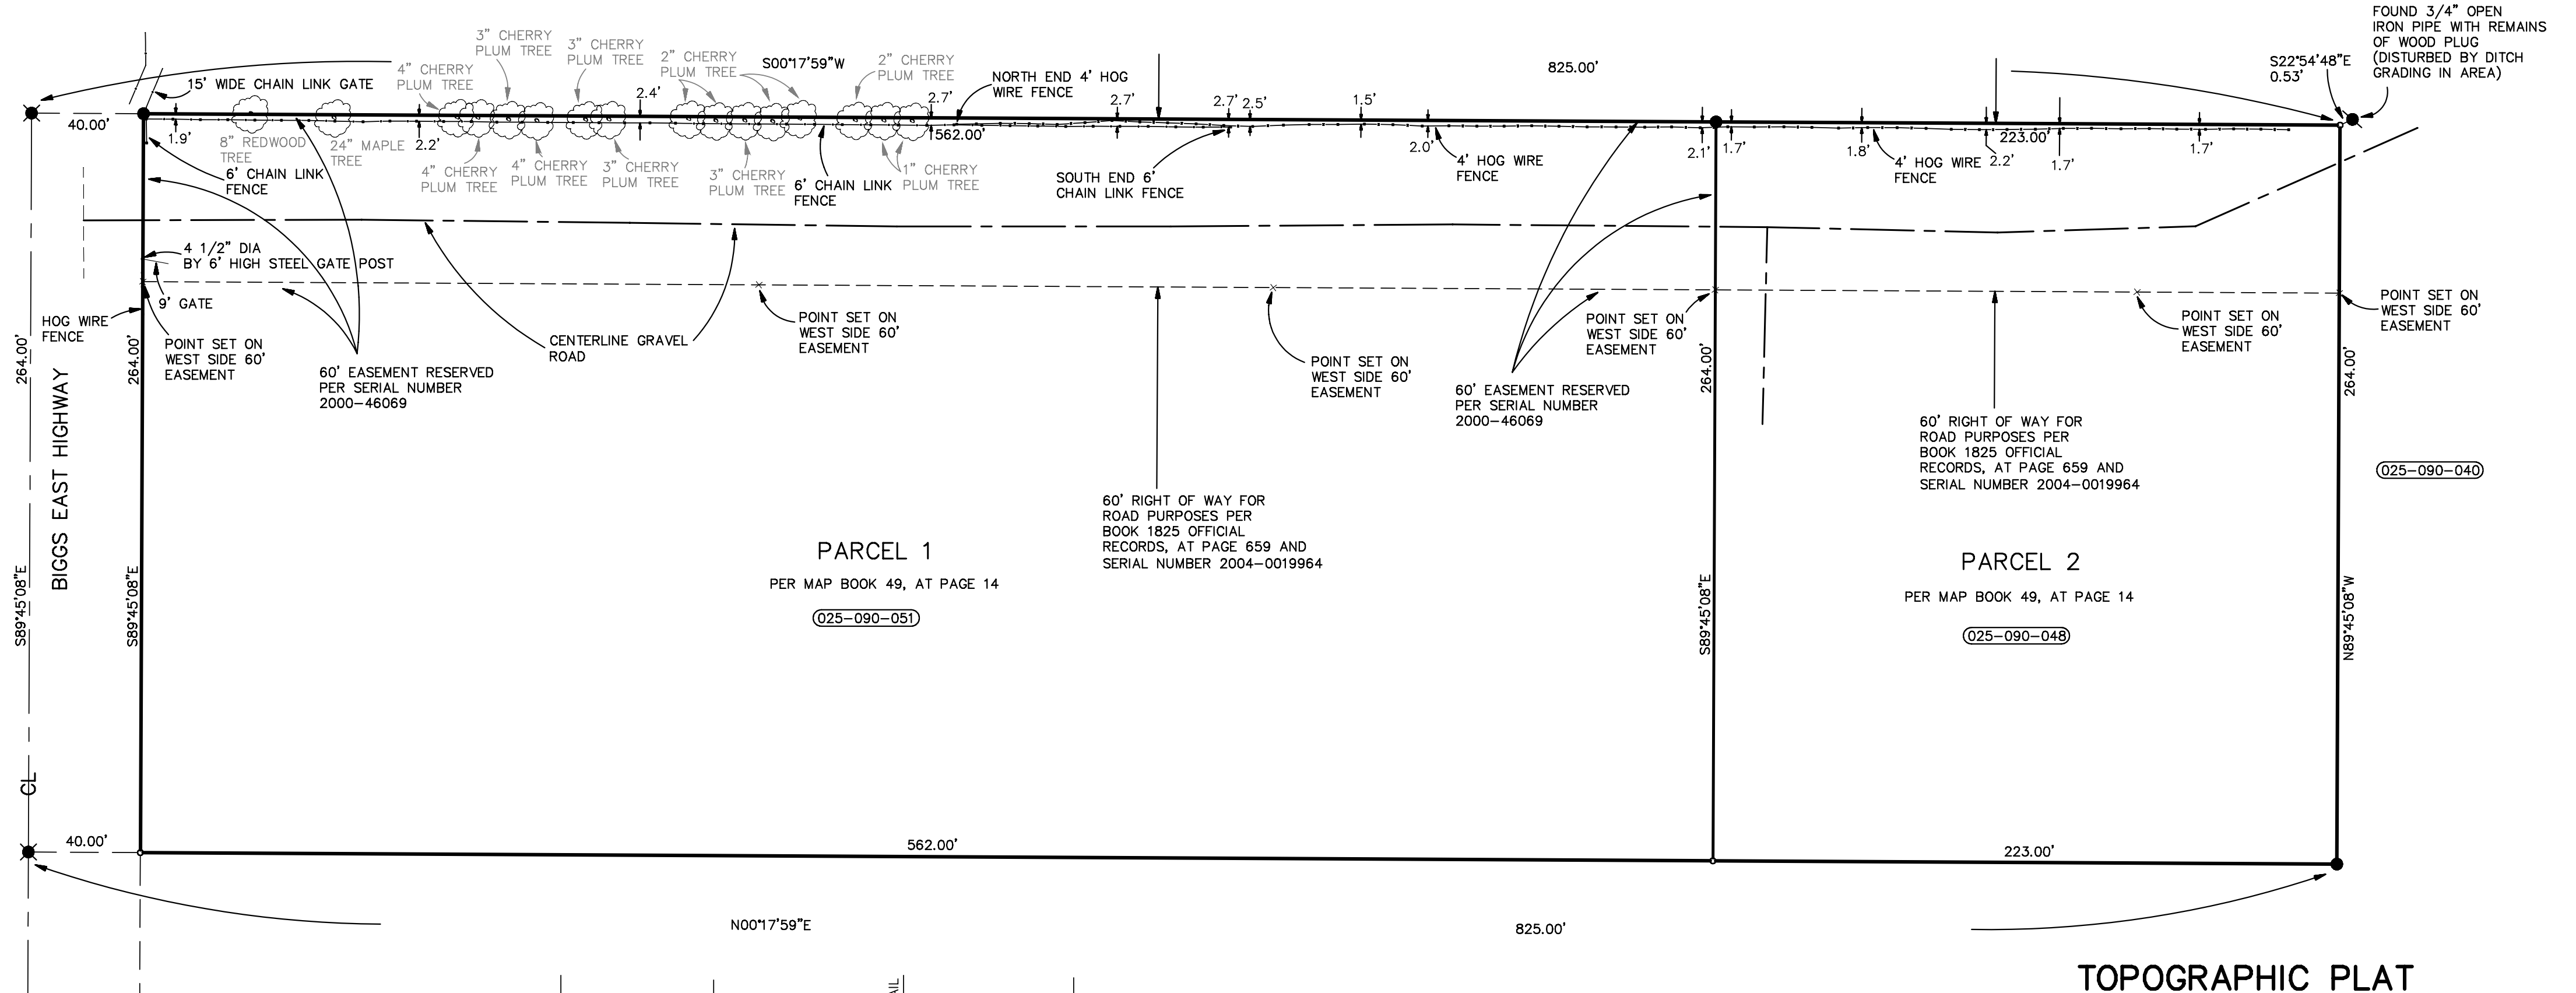 FOUND 3/4" OPEN
IRON PIPE WITH REMAINS
OF WOOD PLUG
(DISTURBED BY DITCH
GRADING IN AREA)
S22°54'48"E
0.53'
825.00'
3" CHERRY
PLUM TREE
3" CHERRY
PLUM TREE
2" CHERRY
PLUM TREE
S00°17'59"W
2" CHERRY
PLUM TREE
4" CHERRY
PLUM TREE
NORTH END 4' HOG
WIRE FENCE
15' WIDE CHAIN LINK GATE
2.4'
2.7'
2.7'
2.7'
2.5'
1.5'
40.00'
1.9'
8" REDWOOD
TREE
24" MAPLE
TREE
2.2'
562.00'
223.00'
4" CHERRY
PLUM TREE
4" CHERRY
PLUM TREE
3" CHERRY
PLUM TREE
3" CHERRY
PLUM TREE
1" CHERRY
PLUM TREE
6' CHAIN LINK
FENCE
6' CHAIN LINK
FENCE
SOUTH END 6'
CHAIN LINK FENCE
2.0'
4' HOG WIRE
FENCE
2.1'
1.7'
1.8'
4' HOG WIRE
FENCE
2.2'
1.7'
1.7'
4 1/2" DIA
BY 6' HIGH STEEL GATE POST
9' GATE
HOG WIRE
FENCE
POINT SET ON
WEST SIDE 60'
EASEMENT
60' EASEMENT RESERVED
PER SERIAL NUMBER
2000-46069
CENTERLINE GRAVEL
ROAD
POINT SET ON
WEST SIDE 60'
EASEMENT
POINT SET ON
WEST SIDE 60'
EASEMENT
POINT SET ON
WEST SIDE 60'
EASEMENT
60' EASEMENT RESERVED
PER SERIAL NUMBER
2000-46069
POINT SET ON
WEST SIDE 60'
EASEMENT
POINT SET ON
WEST SIDE 60'
EASEMENT
264.00'
264.00'
264.00'
264.00'
BIGGS EAST HIGHWAY
60' RIGHT OF WAY FOR
ROAD PURPOSES PER
BOOK 1825 OFFICIAL
RECORDS, AT PAGE 659 AND
SERIAL NUMBER 2004-0019964
60' RIGHT OF WAY FOR
ROAD PURPOSES PER
BOOK 1825 OFFICIAL
RECORDS, AT PAGE 659 AND
SERIAL NUMBER 2004-0019964
025-090-040
PARCEL 1
PER MAP BOOK 49, AT PAGE 14
025-090-051
PARCEL 2
PER MAP BOOK 49, AT PAGE 14
025-090-048
S89°45'08"E
S89°45'08"E
S89°45'08"E
N89°45'08"W
CL
40.00'
562.00'
223.00'
N00°17'59"E
825.00'
TOPOGRAPHIC PLAT